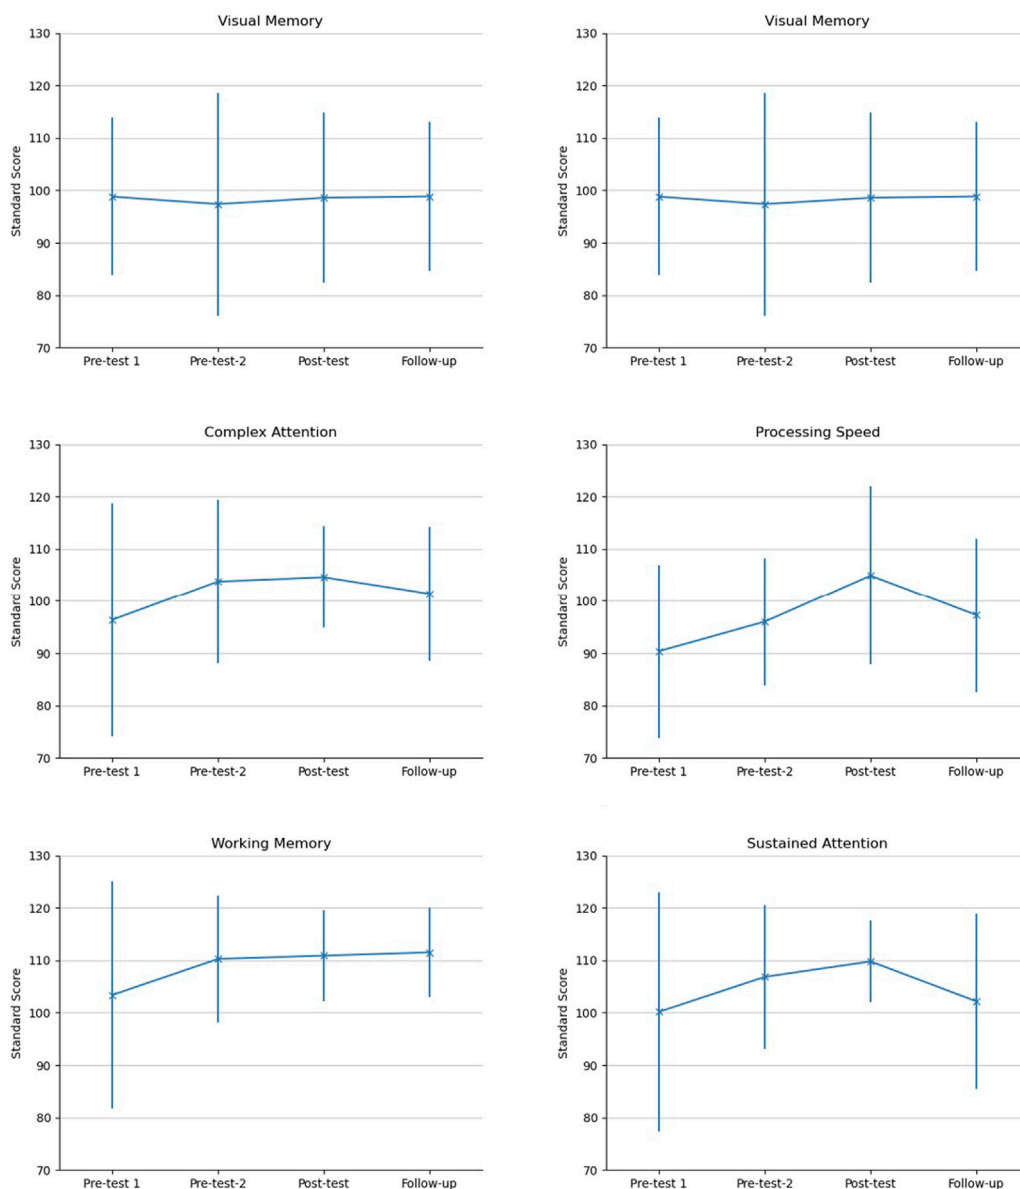 Visual Memory
130
120
110
100
90
80
70
Standard Score
Pre-test 1 Pre-test-2 Post-test Follow-up
Visual Memory
130
120
110
100
90
80
70
Standard Score
Pre-test 1 Pre-test-2 Post-test Follow-up
Complex Attention
130
120
110
100
90
80
70
Standard Score
Pre-test 1 Pre-test-2 Post-test Follow-up
Processing Speed
130
120
110
100
90
80
70
Standard Score
Pre-test 1 Pre-test-2 Post-test Follow-up
Working Memory
130
120
110
100
90
80
70
Standard Score
Pre-test 1 Pre-test-2 Post-test Follow-up
Sustained Attention
130
120
110
100
90
80
70
Standard Score
Pre-test 1 Pre-test-2 Post-test Follow-up